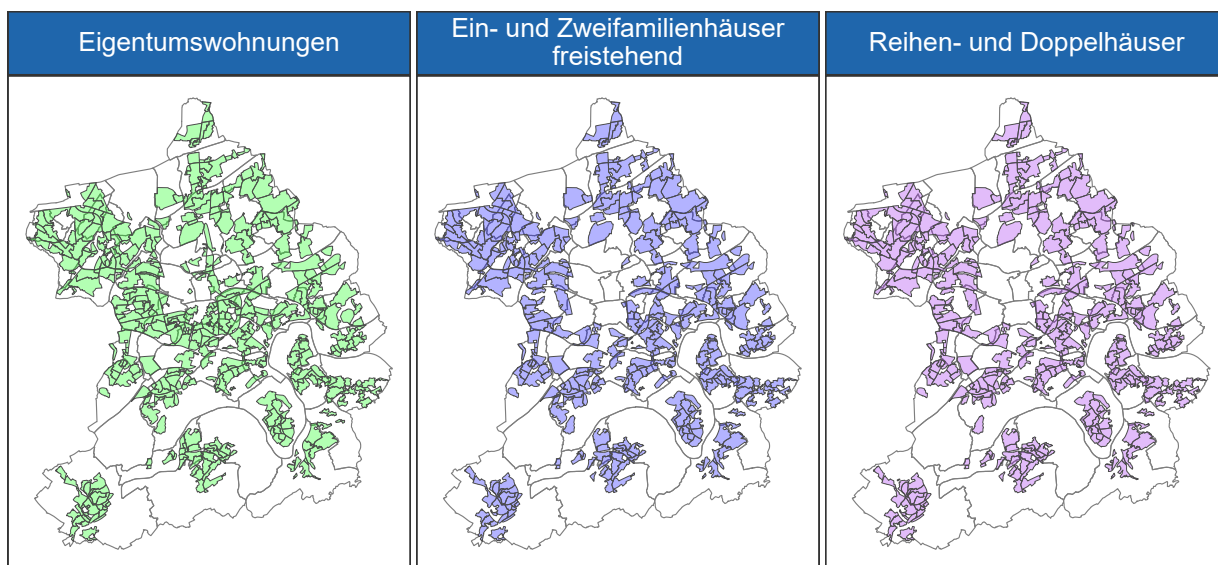 Eigentumswohnungen
Ein- und Zweifamilienhäuser
freistehend
Reihen- und Doppelhäuser